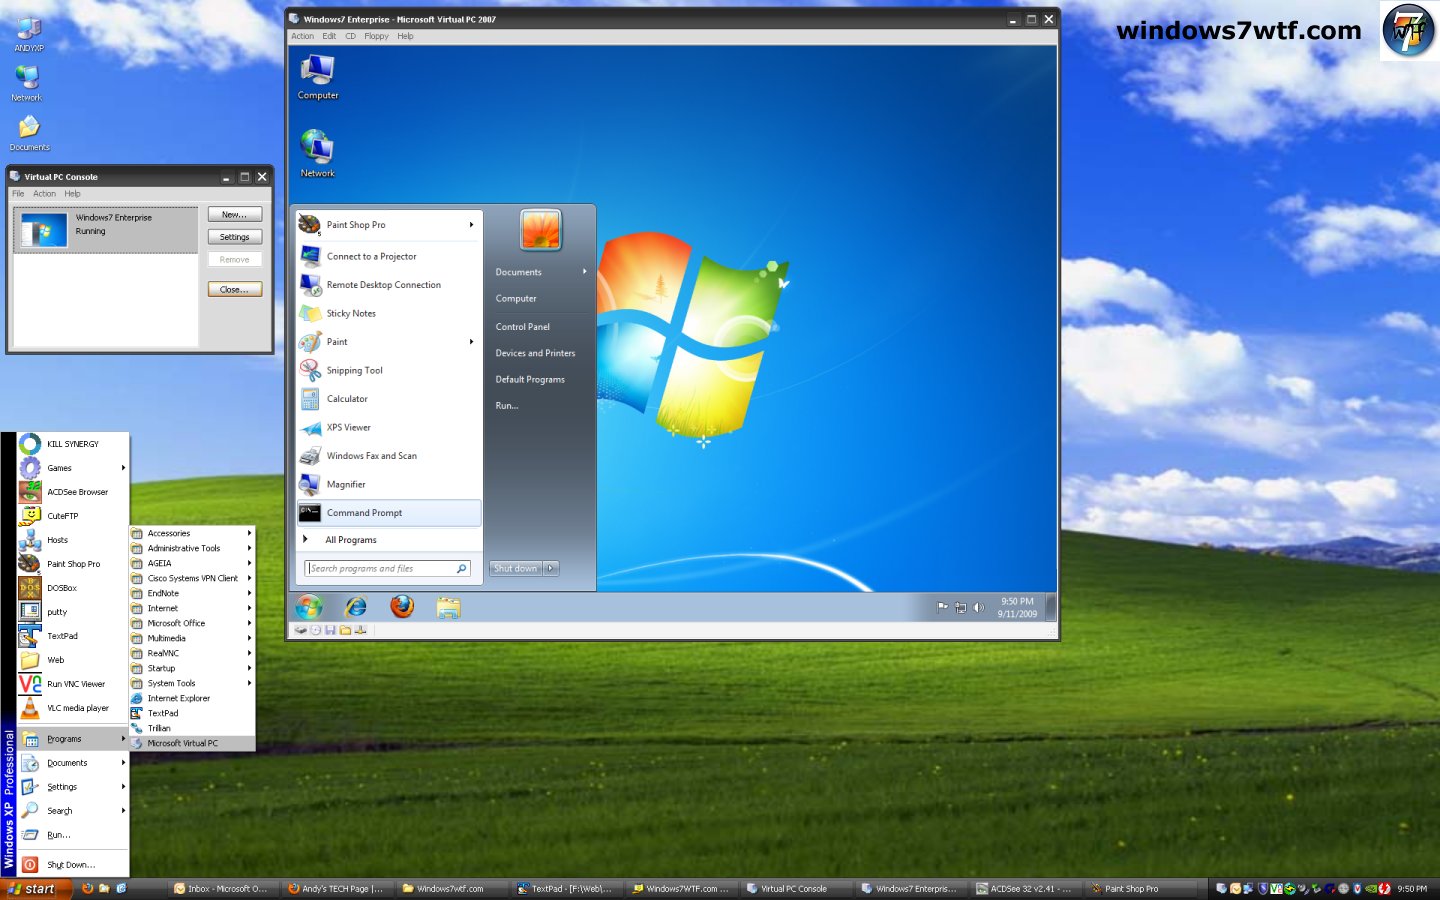 windows7wtf.com
7
wtf
ANDYXP
Network
Documents
Virtual PC Console
File Action Help
Windows7 Enterprise
Running
New...
Settings
Remove
Close...
Windows7 Enterprise - Microsoft Virtual PC 2007
Action Edit CD Floppy Help
Computer
Network
Paint Shop Pro
Connect to a Projector
Remote Desktop Connection
Sticky Notes
Paint
Snipping Tool
Calculator
XPS Viewer
Windows Fax and Scan
Magnifier
Command Prompt
All Programs
Search programs and files
Documents
Computer
Control Panel
Devices and Printers
Default Programs
Run...
Shut down
9:50 PM
9/11/2009
KILL SYNERGY
Games
ACDSee Browser
CuteFTP
Hosts
Paint Shop Pro
DOSBox
putty
TextPad
Web
Run VNC Viewer
VLC media player
Programs
Documents
Settings
Search
Run...
Shut Down...
Windows XP Professional
Accessories
Administrative Tools
AGEIA
Cisco Systems VPN Client
EndNote
Internet
Microsoft Office
Multimedia
RealVNC
Startup
System Tools
Internet Explorer
TextPad
Trillian
Microsoft Virtual PC
start
Inbox - Microsoft O...
Andy's TECH Page |...
Windows7wtf.com
TextPad - [F:\Web\...
Windows7WTF.com ...
Virtual PC Console
Windows7 Enterpris...
ACDSee 32 v2.41 - ...
Paint Shop Pro
9:50 PM